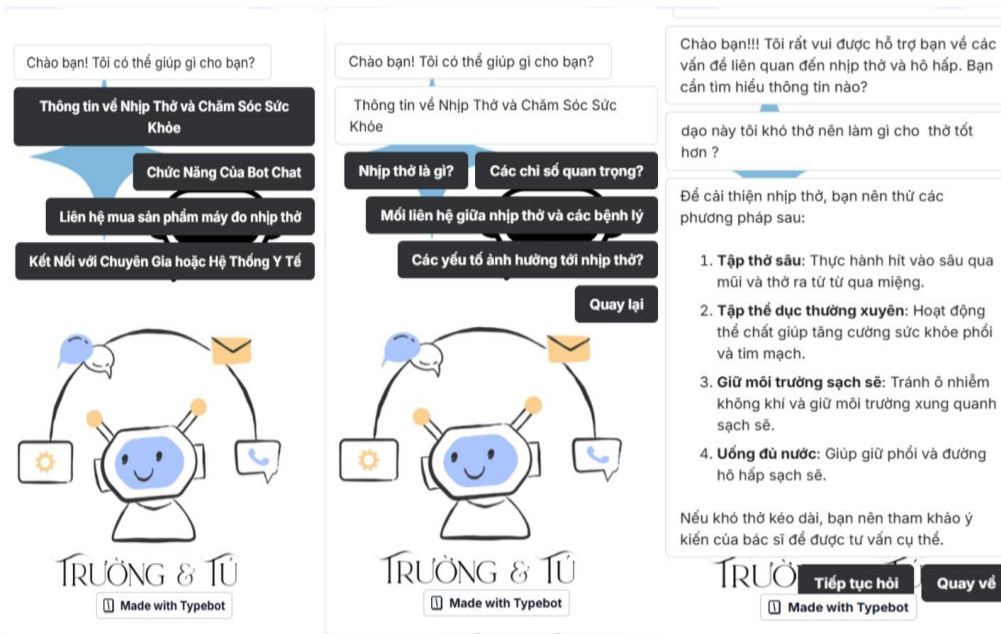 Chào bạn! Tôi có thể giúp gì cho bạn?
Thông tin về Nhịp Thở và Chăm Sóc Sức
Khỏe
Chức Năng Của Bot Chat
Liên hệ mua sản phẩm máy đo nhịp thở
Kết Nối với Chuyên Gia hoặc Hệ Thống Y Tế
TRƯỜNG & TÚ
Made with Typebot
Chào bạn! Tôi có thể giúp gì cho bạn?
Thông tin về Nhịp Thở và Chăm Sóc Sức
Khỏe
Nhịp thở là gì?
Các chỉ số quan trọng?
Mối liên hệ giữa nhịp thở và các bệnh lý
Các yếu tố ảnh hưởng tới nhịp thở?
Quay lại
TRƯỜNG & TÚ
Made with Typebot
Chào bạn!!! Tôi rất vui được hỗ trợ bạn về các
vấn đề liên quan đến nhịp thở và hô hấp. Bạn
cần tìm hiểu thông tin nào?
dạo này tôi khó thở nên làm gì cho thở tốt
hơn ?
Để cải thiện nhịp thở, bạn nên thử các
phương pháp sau:
1. Tập thở sâu: Thực hành hít vào sâu qua
mũi và thở ra từ từ qua miệng.
2. Tập thể dục thường xuyên: Hoạt động
thể chất giúp tăng cường sức khỏe phổi
và tim mạch.
3. Giữ môi trường sạch sẽ: Tránh ô nhiễm
không khí và giữ môi trường xung quanh
sạch sẽ.
4. Uống đủ nước: Giúp giữ phổi và đường
hô hấp sạch sẽ.
Nếu khó thở kéo dài, bạn nên tham khảo ý
kiến của bác sĩ để được tư vấn cụ thể.
TRƯỜ
Tiếp tục hỏi
Quay về
Made with Typebot